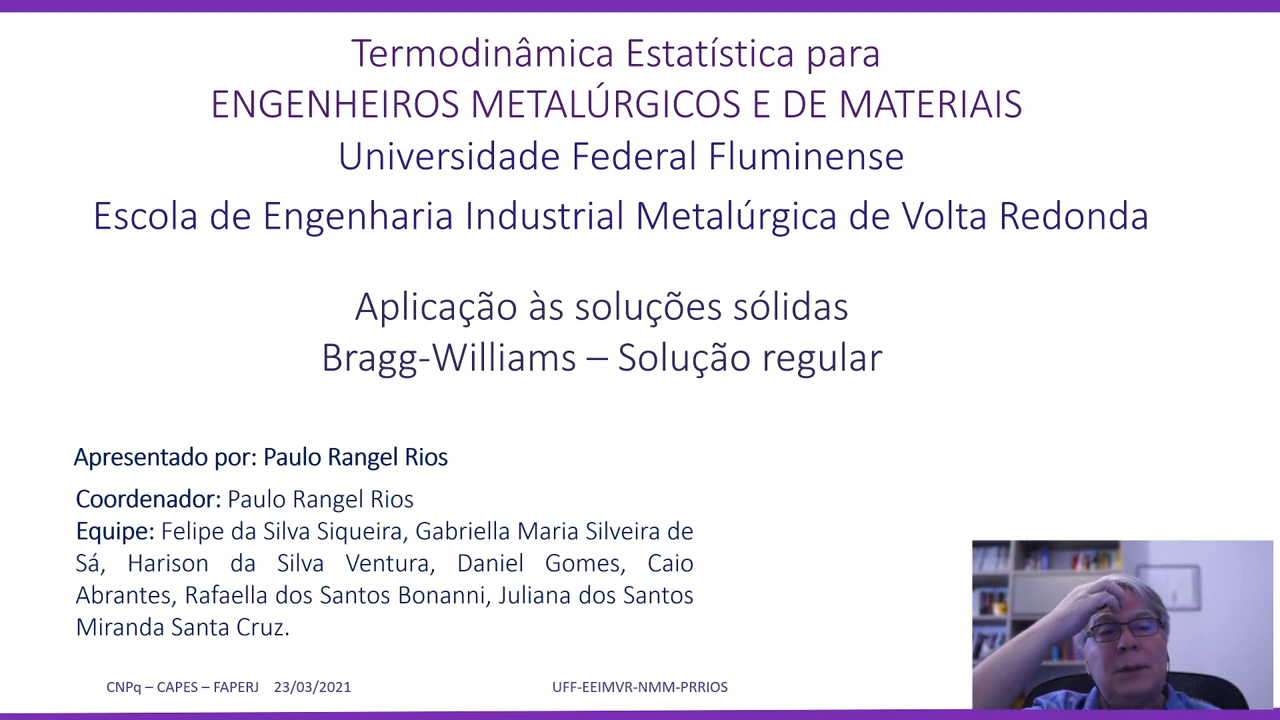 Termodinâmica Estatística para
ENGENHEIROS METALÚRGICOS E DE MATERIAIS
Universidade Federal Fluminense
Escola de Engenharia Industrial Metalúrgica de Volta Redonda
Aplicação às soluções sólidas
Bragg-Williams – Solução regular
Apresentado por: Paulo Rangel Rios
Coordenador: Paulo Rangel Rios
Equipe: Felipe da Silva Siqueira, Gabriella Maria Silveira de
Sá, Harison da Silva Ventura, Daniel Gomes, Caio
Abrantes, Rafaella dos Santos Bonanni, Juliana dos Santos
Miranda Santa Cruz.
CNPq – CAPES – FAPERJ 23/03/2021
UFF-EEIMVR-NMM-PRRIOS